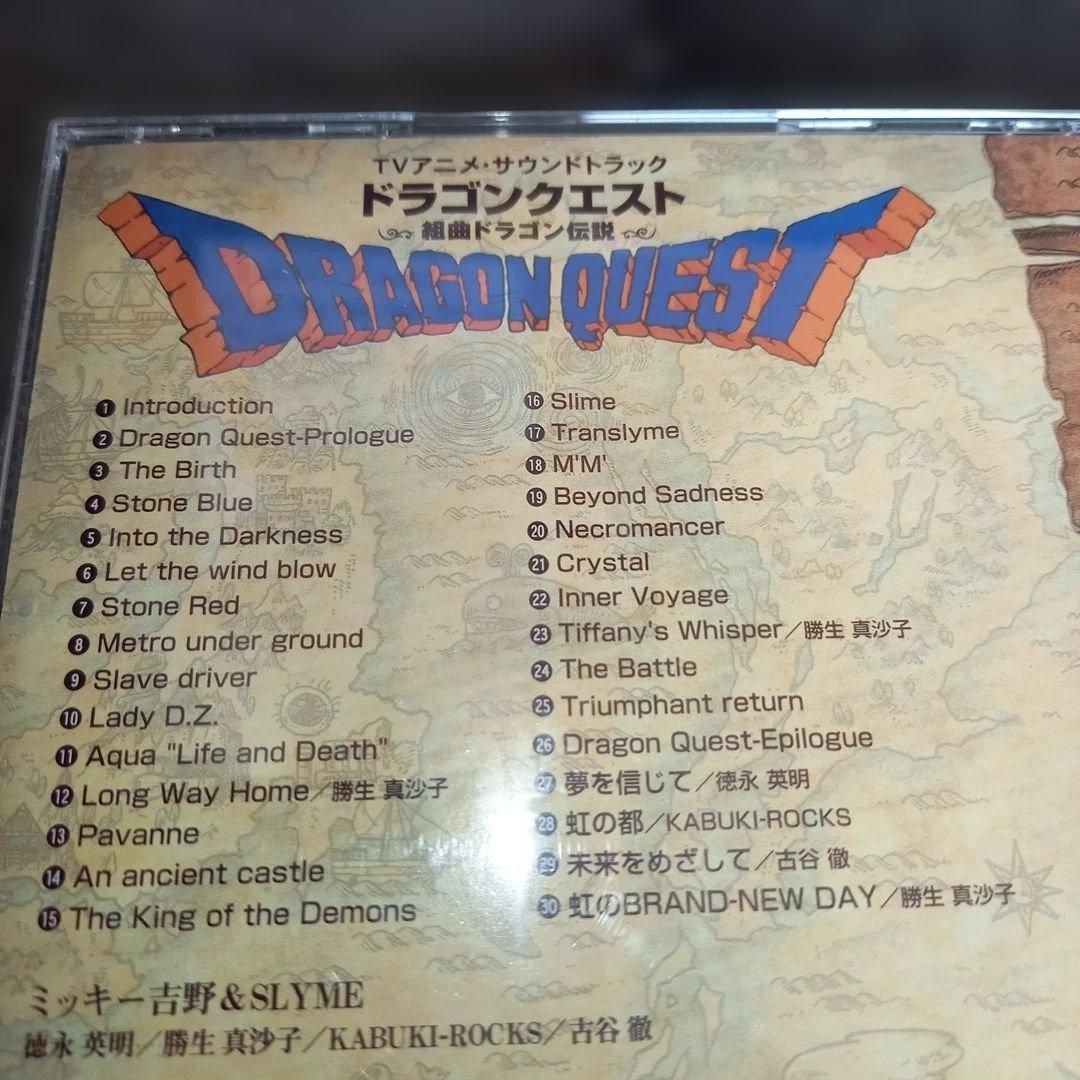 TVアニメ・サウンドトラック
ドラゴンクエスト
組曲ドラゴン伝説
DRAGON QUEST
1 Introduction
2 Dragon Quest-Prologue
3 The Birth
4 Stone Blue
5 Into the Darkness
6 Let the wind blow
7 Stone Red
8 Metro under ground
9 Slave driver
10 Lady D.Z.
11 Aqua "Life and Death"
12 Long Way Home／勝生 真沙子
13 Pavanne
14 An ancient castle
15 The King of the Demons
16 Slime
17 Translyme
18 M'M'
19 Beyond Sadness
20 Necromancer
21 Crystal
22 Inner Voyage
23 Tiffany's Whisper／勝生 真沙子
24 The Battle
25 Triumphant return
26 Dragon Quest-Epilogue
27 夢を信じて／徳永 英明
28 虹の都／KABUKI-ROCKS
29 未来をめざして／古谷 徹
30 虹のBRAND-NEW DAY／勝生 真沙子
ミッキー吉野＆SLYME
徳永 英明／勝生 真沙子／KABUKI-ROCKS／古谷 徹